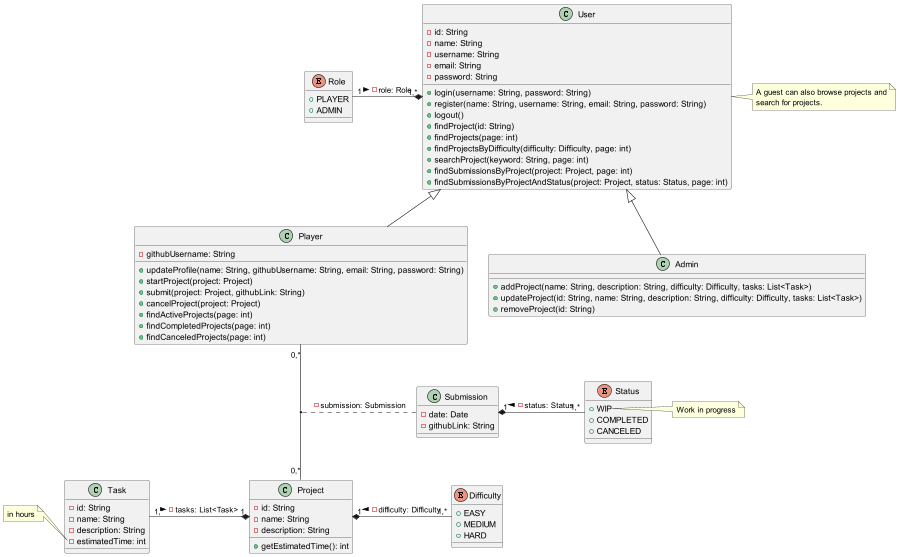 C User
id: String
name: String
username: String
email: String
password: String
login(username: String, password: String)
register(name: String, username: String, email: String, password: String)
logout()
findProject(id: String)
findProjects(page: int)
findProjectsByDifficulty(difficulty: Difficulty, page: int)
searchProject(keyword: String, page: int)
findSubmissionsByProject(project: Project, page: int)
findSubmissionsByProjectAndStatus(project: Project, status: Status, page: int)
E Role
PLAYER
ADMIN
1 role: Role 1,*
A guest can also browse projects and
search for projects.
C Player
githubUsername: String
updateProfile(name: String, githubUsername: String, email: String, password: String)
startProject(project: Project)
submit(project: Project, githubLink: String)
cancelProject(project: Project)
findActiveProjects(page: int)
findCompletedProjects(page: int)
findCanceledProjects(page: int)
C Admin
addProject(name: String, description: String, difficulty: Difficulty, tasks: List<Task>)
updateProject(id: String, name: String, description: String, difficulty: Difficulty, tasks: List<Task>)
removeProject(id: String)
0,*
submission: Submission
C Submission
date: Date
githubLink: String
1 status: Status 1,*
E Status
WIP
COMPLETED
CANCELED
Work in progress
0,*
in hours
C Task
id: String
name: String
description: String
estimatedTime: int
1,* tasks: List<Task> 1
C Project
id: String
name: String
description: String
getEstimatedTime(): int
1 difficulty: Difficulty 1,*
E Difficulty
EASY
MEDIUM
HARD